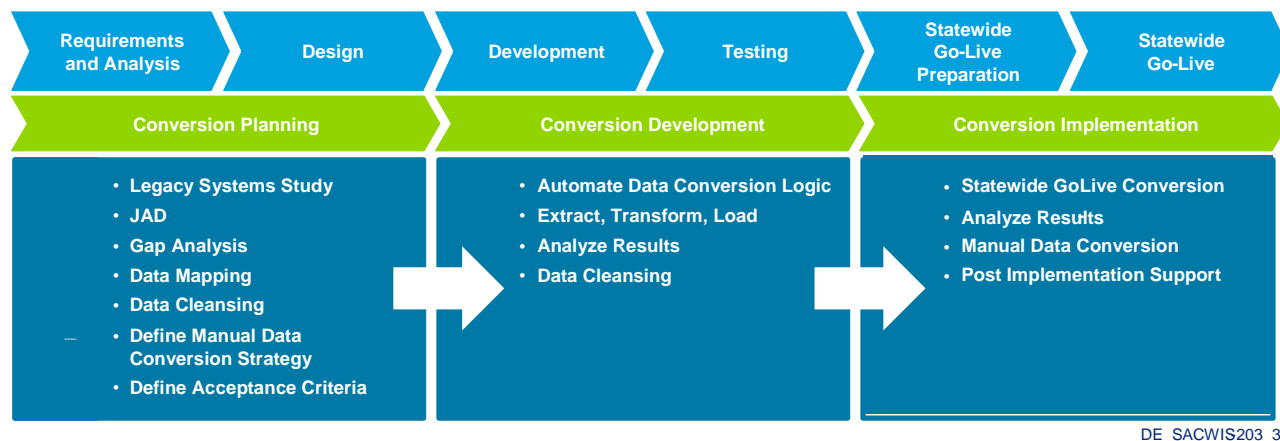 Requirements
and Analysis
Design
Development
Testing
Statewide
Go-Live
Preparation
Statewide
Go-Live
Conversion Planning
Conversion Development
Conversion Implementation
• Legacy Systems Study
• JAD
• Gap Analysis
• Data Mapping
• Data Cleansing
• Define Manual Data
Conversion Strategy
• Define Acceptance Criteria
• Automate Data Conversion Logic
• Extract, Transform, Load
• Analyze Results
• Data Cleansing
• Statewide GoLive Conversion
• Analyze Results
• Manual Data Conversion
• Post Implementation Support
DE SACWIS203 3